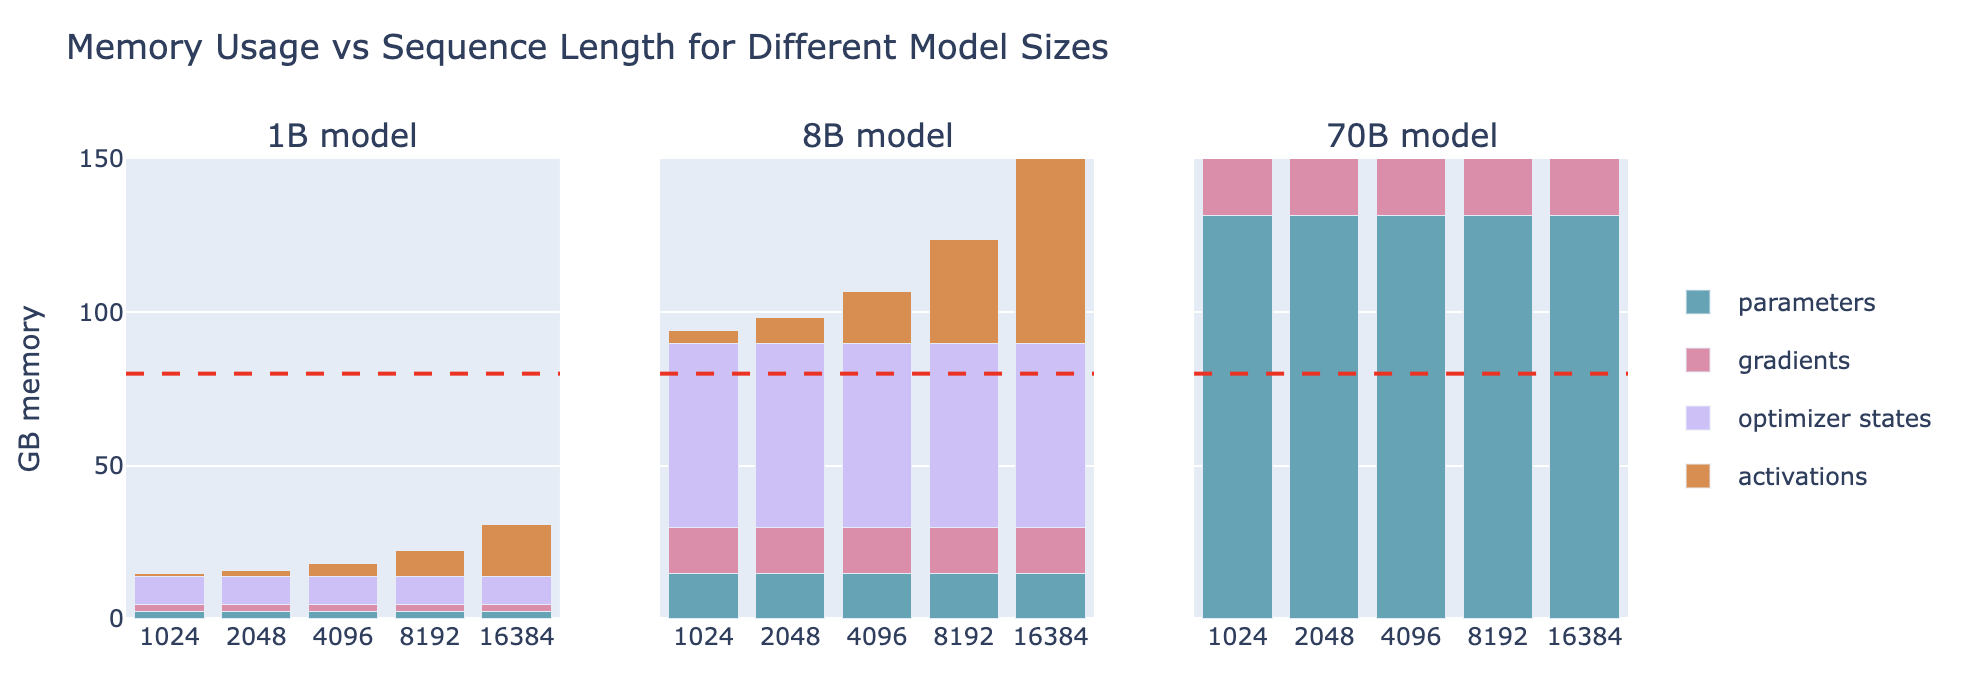 Memory Usage vs Sequence Length for Different Model Sizes
1B model
8B model
70B model
GB memory
150
100
50
0
1024 2048 4096 8192 16384
1024 2048 4096 8192 16384
1024 2048 4096 8192 16384
parameters
gradients
optimizer states
activations